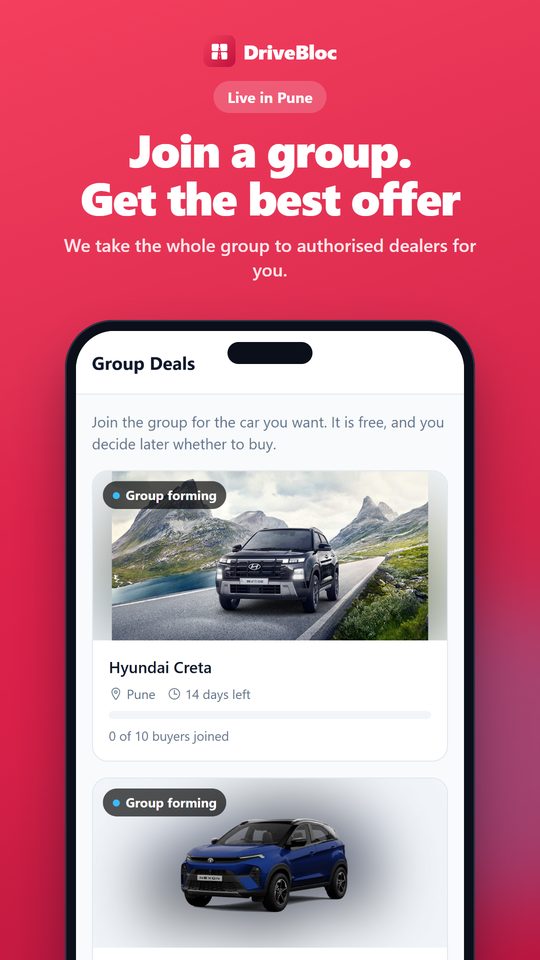 DriveBloc
Live in Pune
Join a group.
Get the best offer
We take the whole group to authorised dealers for
you.
Group Deals
Join the group for the car you want. It is free, and you
decide later whether to buy.
Group forming
Hyundai Creta
Pune 14 days left
0 of 10 buyers joined
Group forming
NEXON